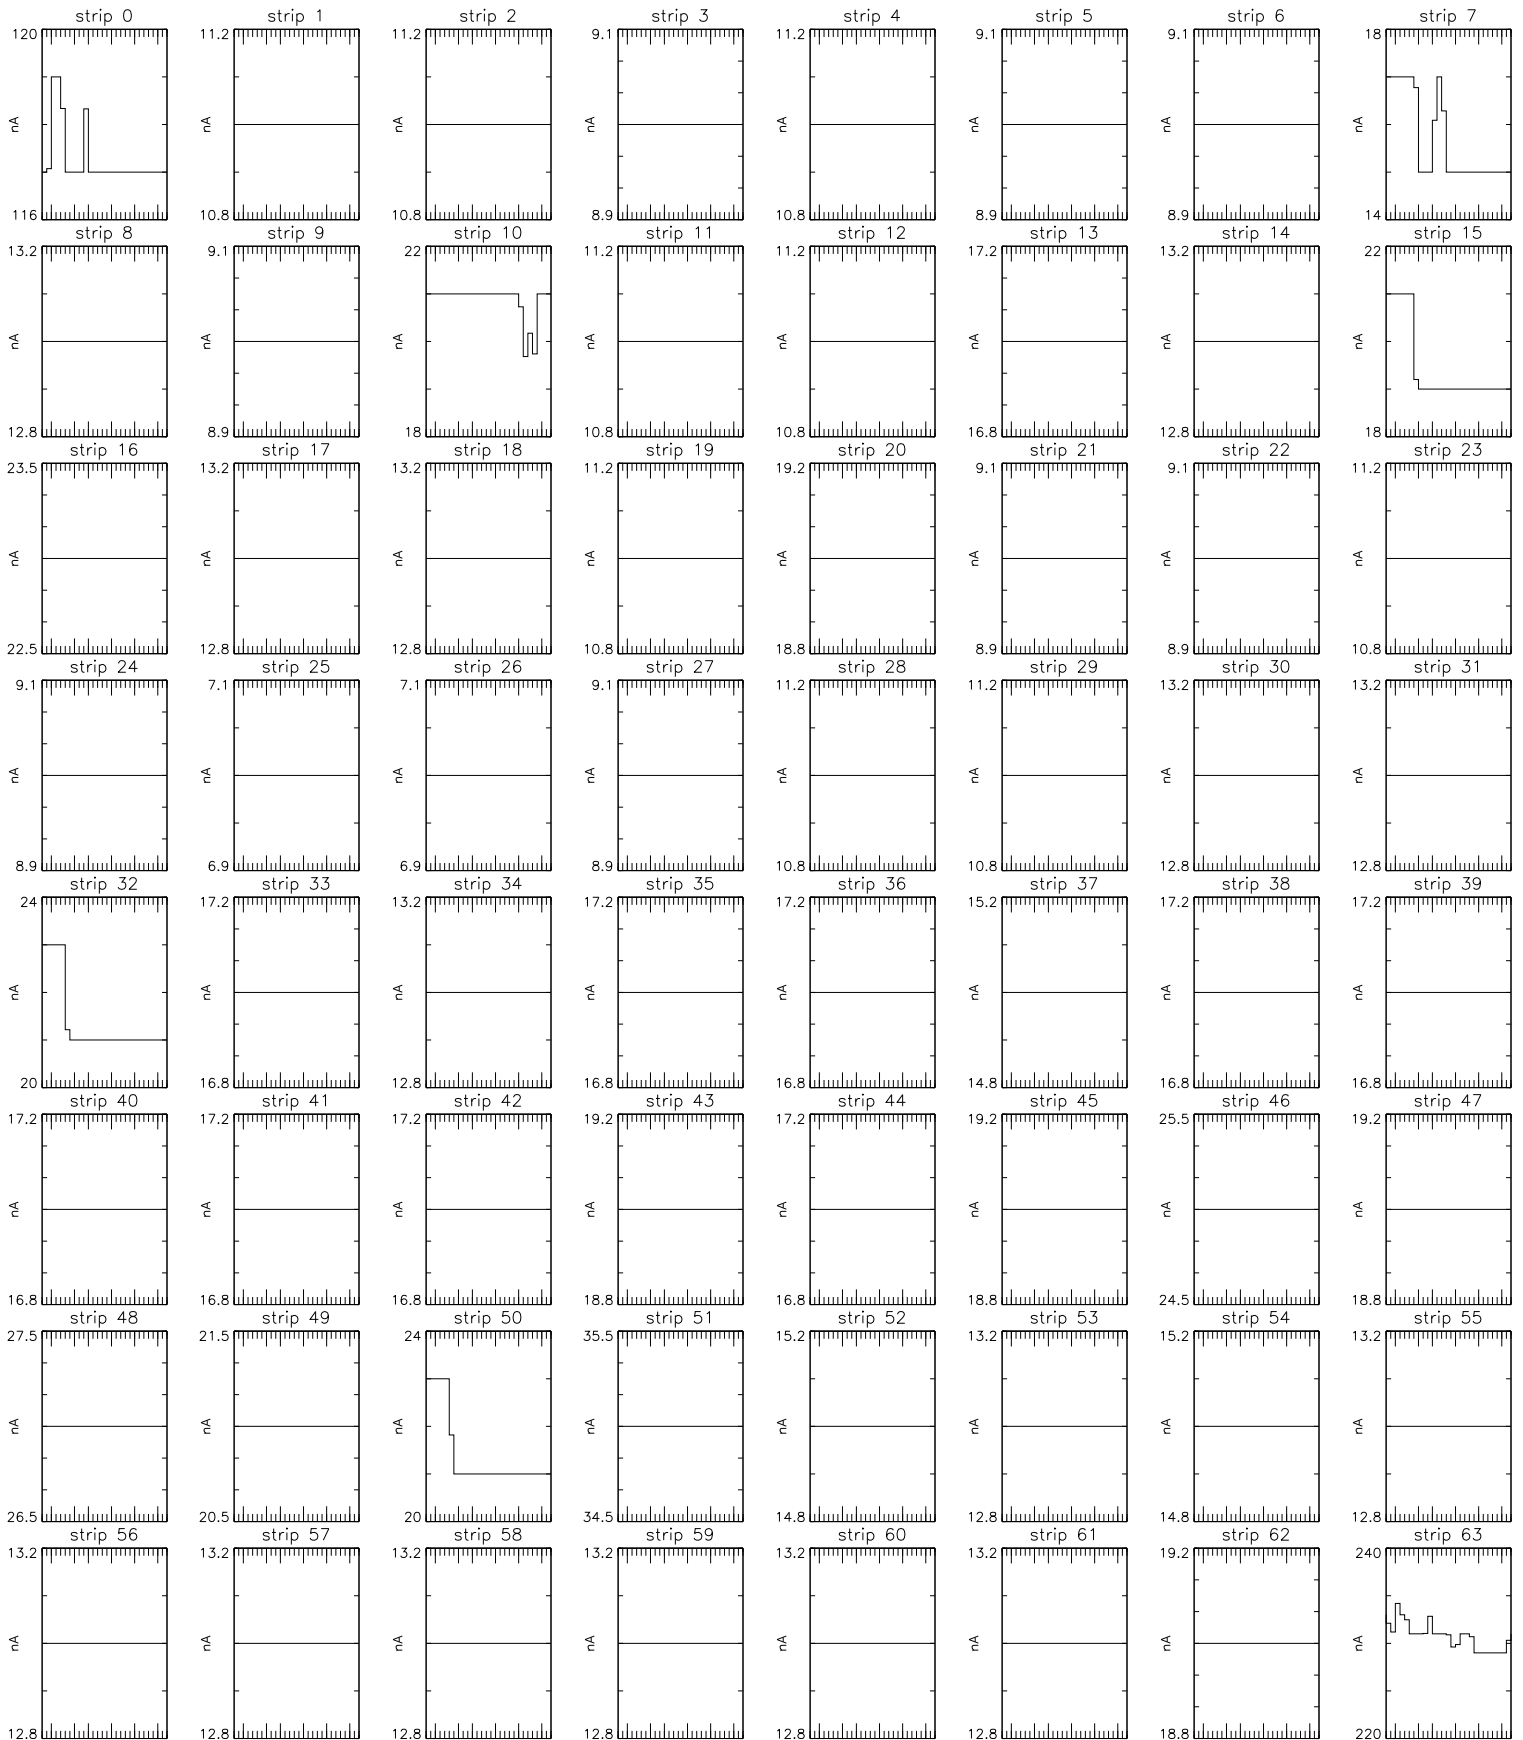 strip 0 strip 1 strip 2 strip 3 strip 4 strip 5 strip 6 strip 7
120 11.2 11.2 9.1 11.2 9.1 9.1 18
nA nA nA nA nA nA nA nA
116 10.8 10.8 8.9 10.8 8.9 8.9 14
strip 8 strip 9 strip 10 strip 11 strip 12 strip 13 strip 14 strip 15
13.2 9.1 22 11.2 11.2 17.2 13.2 22
nA nA nA nA nA nA nA nA
12.8 8.9 18 10.8 10.8 16.8 12.8 18
strip 16 strip 17 strip 18 strip 19 strip 20 strip 21 strip 22 strip 23
23.5 13.2 13.2 11.2 19.2 9.1 9.1 11.2
nA nA nA nA nA nA nA nA
22.5 12.8 12.8 10.8 18.8 8.9 8.9 10.8
strip 24 strip 25 strip 26 strip 27 strip 28 strip 29 strip 30 strip 31
9.1 7.1 7.1 9.1 11.2 11.2 13.2 13.2
nA nA nA nA nA nA nA nA
8.9 6.9 6.9 8.9 10.8 10.8 12.8 12.8
strip 32 strip 33 strip 34 strip 35 strip 36 strip 37 strip 38 strip 39
24 17.2 13.2 17.2 17.2 15.2 17.2 17.2
nA nA nA nA nA nA nA nA
20 16.8 12.8 16.8 16.8 14.8 16.8 16.8
strip 40 strip 41 strip 42 strip 43 strip 44 strip 45 strip 46 strip 47
17.2 17.2 17.2 19.2 17.2 19.2 25.5 19.2
nA nA nA nA nA nA nA nA
16.8 16.8 16.8 18.8 16.8 18.8 24.5 18.8
strip 48 strip 49 strip 50 strip 51 strip 52 strip 53 strip 54 strip 55
27.5 21.5 24 35.5 15.2 13.2 15.2 13.2
nA nA nA nA nA nA nA nA
26.5 20.5 20 34.5 14.8 12.8 14.8 12.8
strip 56 strip 57 strip 58 strip 59 strip 60 strip 61 strip 62 strip 63
13.2 13.2 13.2 13.2 13.2 13.2 19.2 240
nA nA nA nA nA nA nA nA
12.8 12.8 12.8 12.8 12.8 12.8 18.8 220